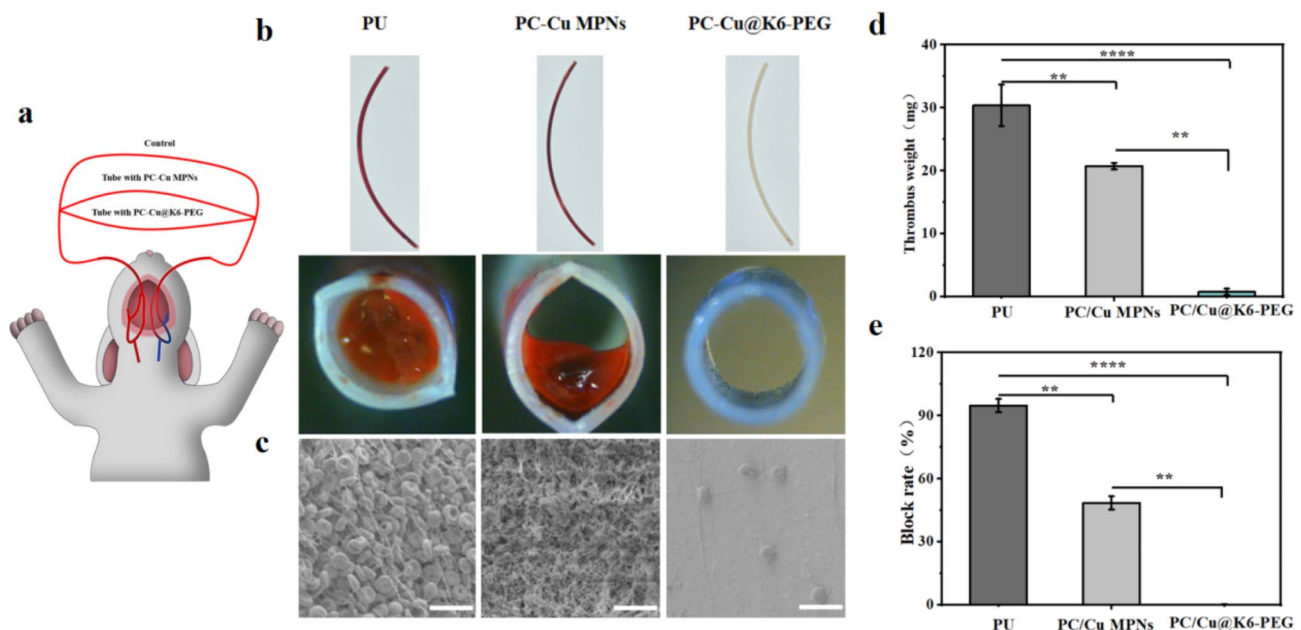 a
Control
Tube with PC-Cu MPNs
Tube with PC-Cu@K6-PEG
b
PU
PC-Cu MPNs
PC-Cu@K6-PEG
c
d
40
30
20
10
0
Thrombus weight（mg）
****
**
**
PU
PC/Cu MPNs
PC/Cu@K6-PEG
e
120
90
60
30
0
Block rate（%）
****
**
**
PU
PC/Cu MPNs
PC/Cu@K6-PEG